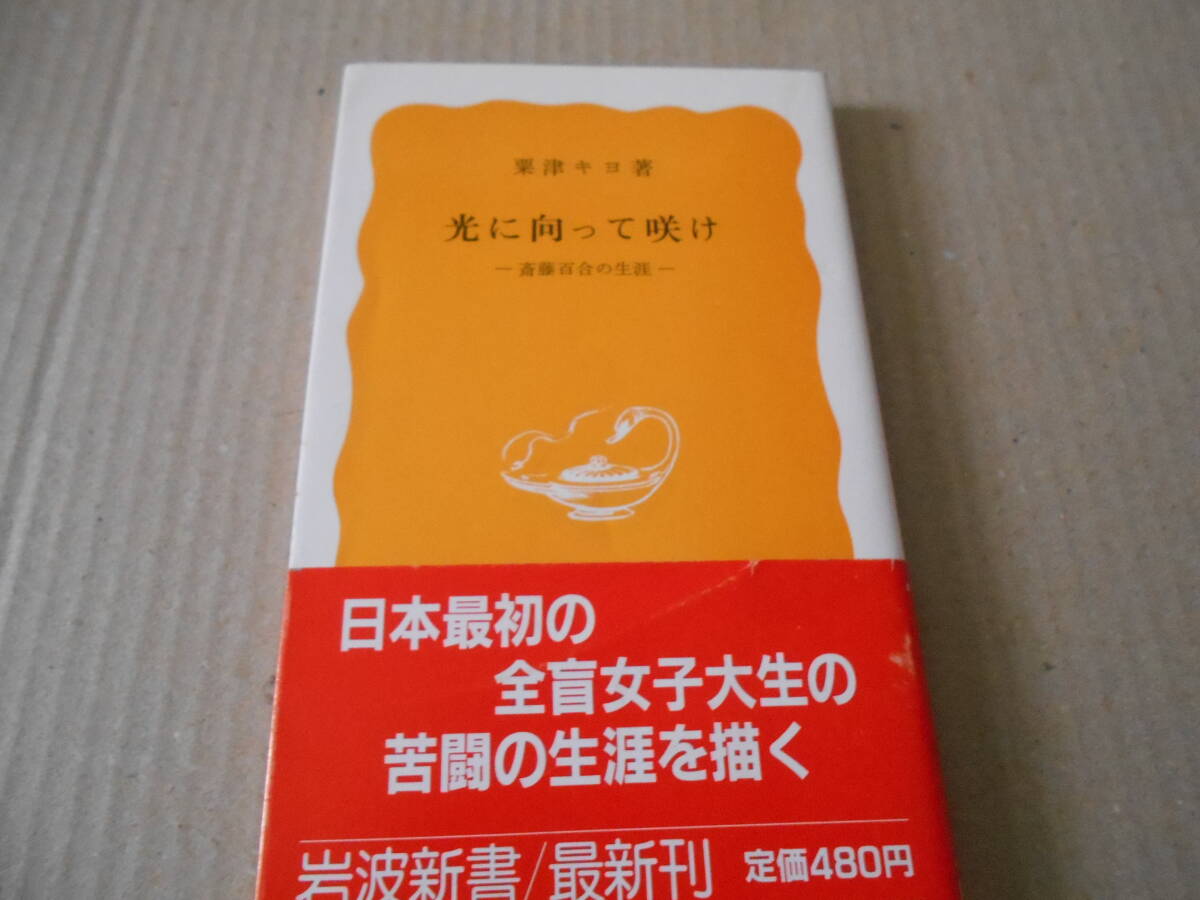 粟津キヨ著
光に向って咲け
―斎藤百合の生涯―
日本最初の
全盲女子大生の
苦闘の生涯を描く
岩波新書/最新刊 定価480円